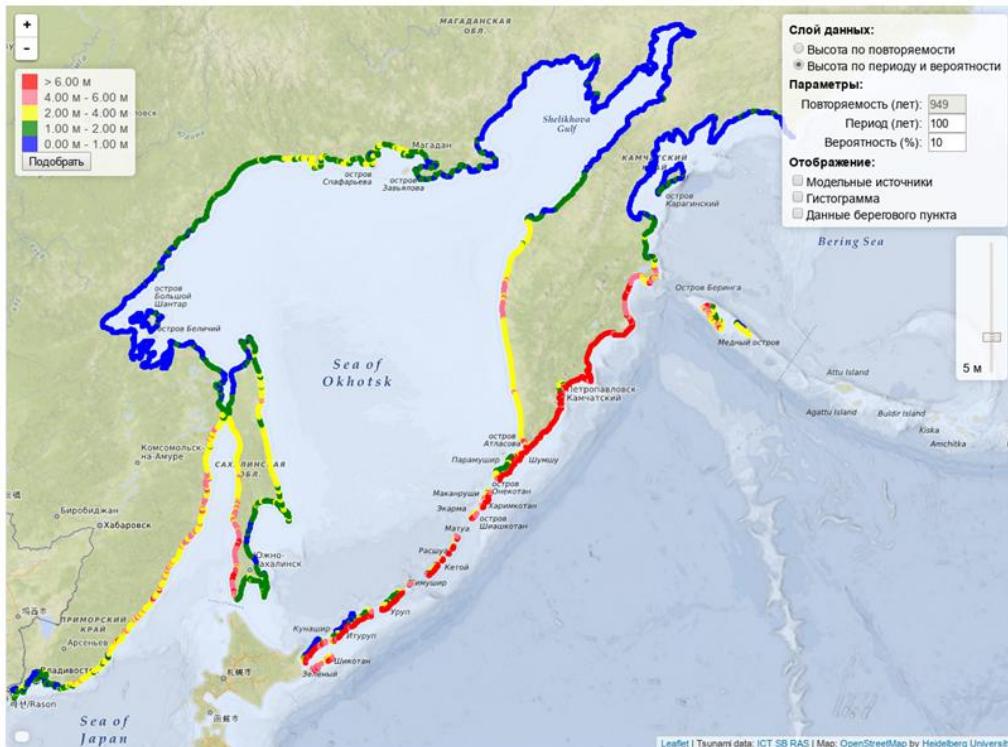 МАГАДАНСКАЯ
ОБЛ.
+
-
> 6.00 м
4.00 м - 6.00 м
2.00 м - 4.00 м
1.00 м - 2.00 м
0.00 м - 1.00 м
Подобрать
Слой данных:
Высота по повторяемости
Высота по периоду и вероятности
Параметры:
Повторяемость (лет): 949
Период (лет): 100
Вероятность (%): 10
Отображение:
Модельные источники
Гистограмма
Данные берегового пункта
Shelikhova
Gulf
Магадан
остров
Спафарьева
остров
Завьялова
остров
Карагинский
Bering Sea
остров
Большой
Шантар
остров Беличий
Остров Беринга
Медный остров
5 м
Sea of
Okhotsk
Attu Island
Agattu Island
Buldir Island
Kiska
Amchitka
Петропавловск-
Камчатский
остров
Атласова
Парамушир
Шумшу
Комсомольск-
на-Амуре
САХАЛИНСКАЯ
ОБЛ.
остров
Онекотан
Маканруши
Харимкотан
Экарма
остров
Шиашкотан
Биробиджан
Хабаровск
Матуа
Расшуа
Кетой
Симушир
Южно-
Сахалинск
Уруп
Итуруп
Кунашир
Шикотан
Зеленый
ПРИМОРСКИЙ
КРАЙ
Арсеньев
Владивосток
라선/Rason
札幌市
函館市
Sea of
Japan
Leaflet | Tsunami data: ICT SB RAS | Map: OpenStreetMap by Heidelberg Universi